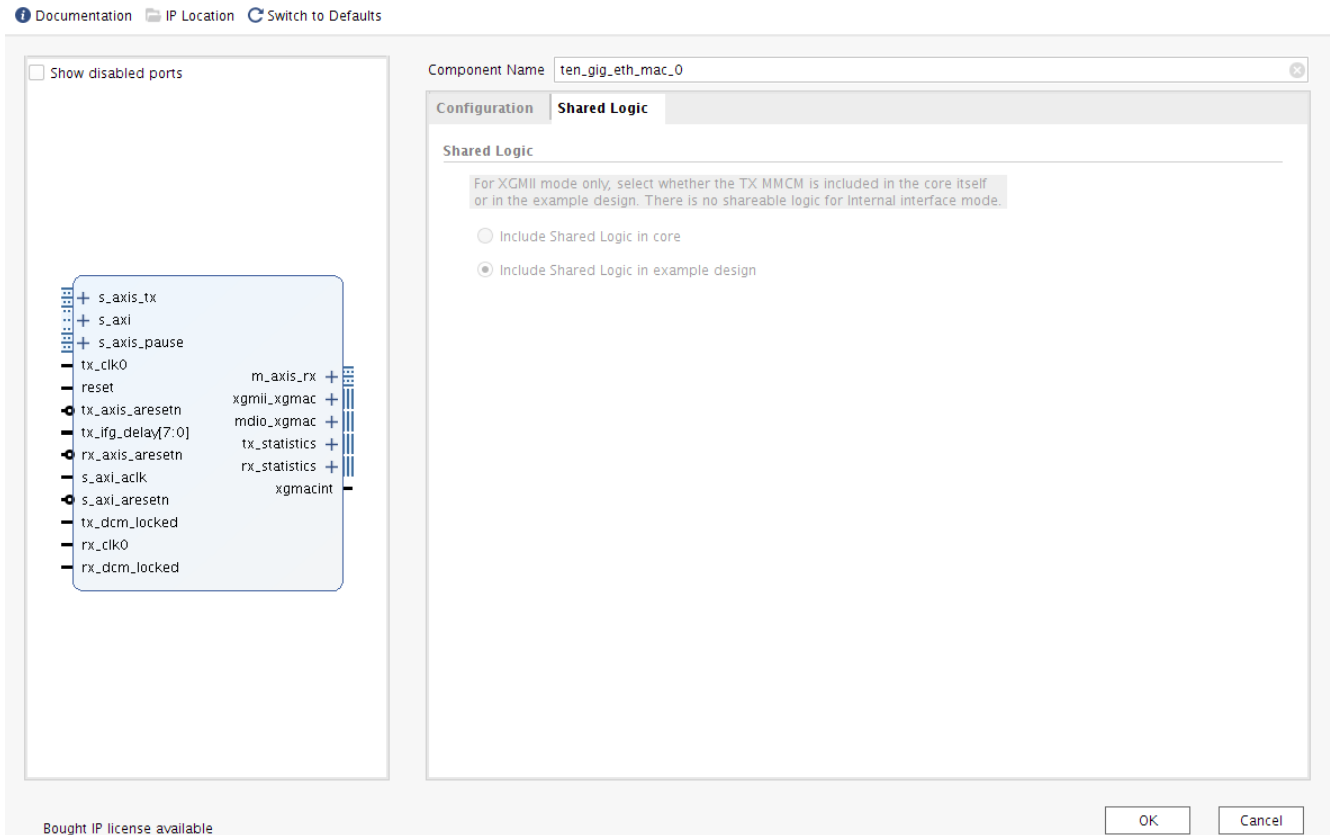 Documentation IP Location Switch to Defaults
Show disabled ports
Component Name ten_gig_eth_mac_0
Configuration Shared Logic
Shared Logic
For XGMII mode only, select whether the TX MMCM is included in the core itself
or in the example design. There is no shareable logic for Internal interface mode.
Include Shared Logic in core
Include Shared Logic in example design
s_axis_tx
s_axi
s_axis_pause
tx_clk0
reset
tx_axis_aresetn
tx_ifg_delay[7:0]
rx_axis_aresetn
s_axi_aclk
s_axi_aresetn
tx_dcm_locked
rx_clk0
rx_dcm_locked
m_axis_rx
xgmii_xgmac
mdio_xgmac
tx_statistics
rx_statistics
xgmacint
Bought IP license available
OK Cancel